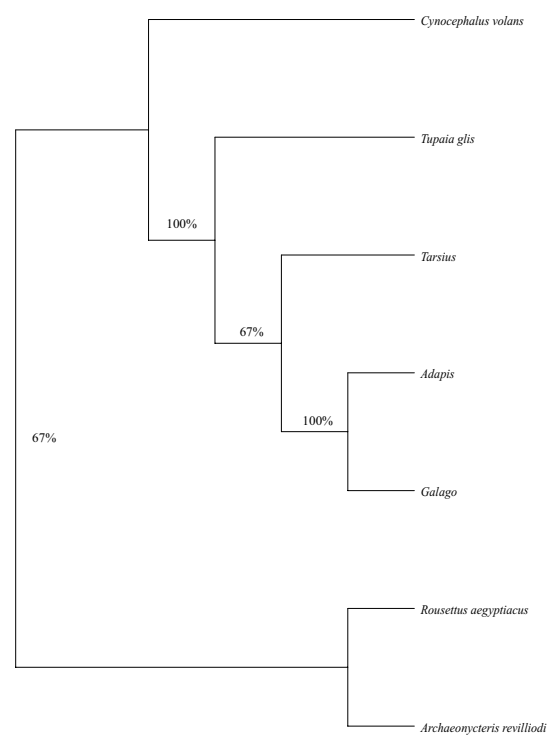 Cynocephalus volans
Tupaia glis
100%
Tarsius
67%
Adapis
100%
67%
Galago
Rousettus aegyptiacus
Archaeonycteris revilliodi